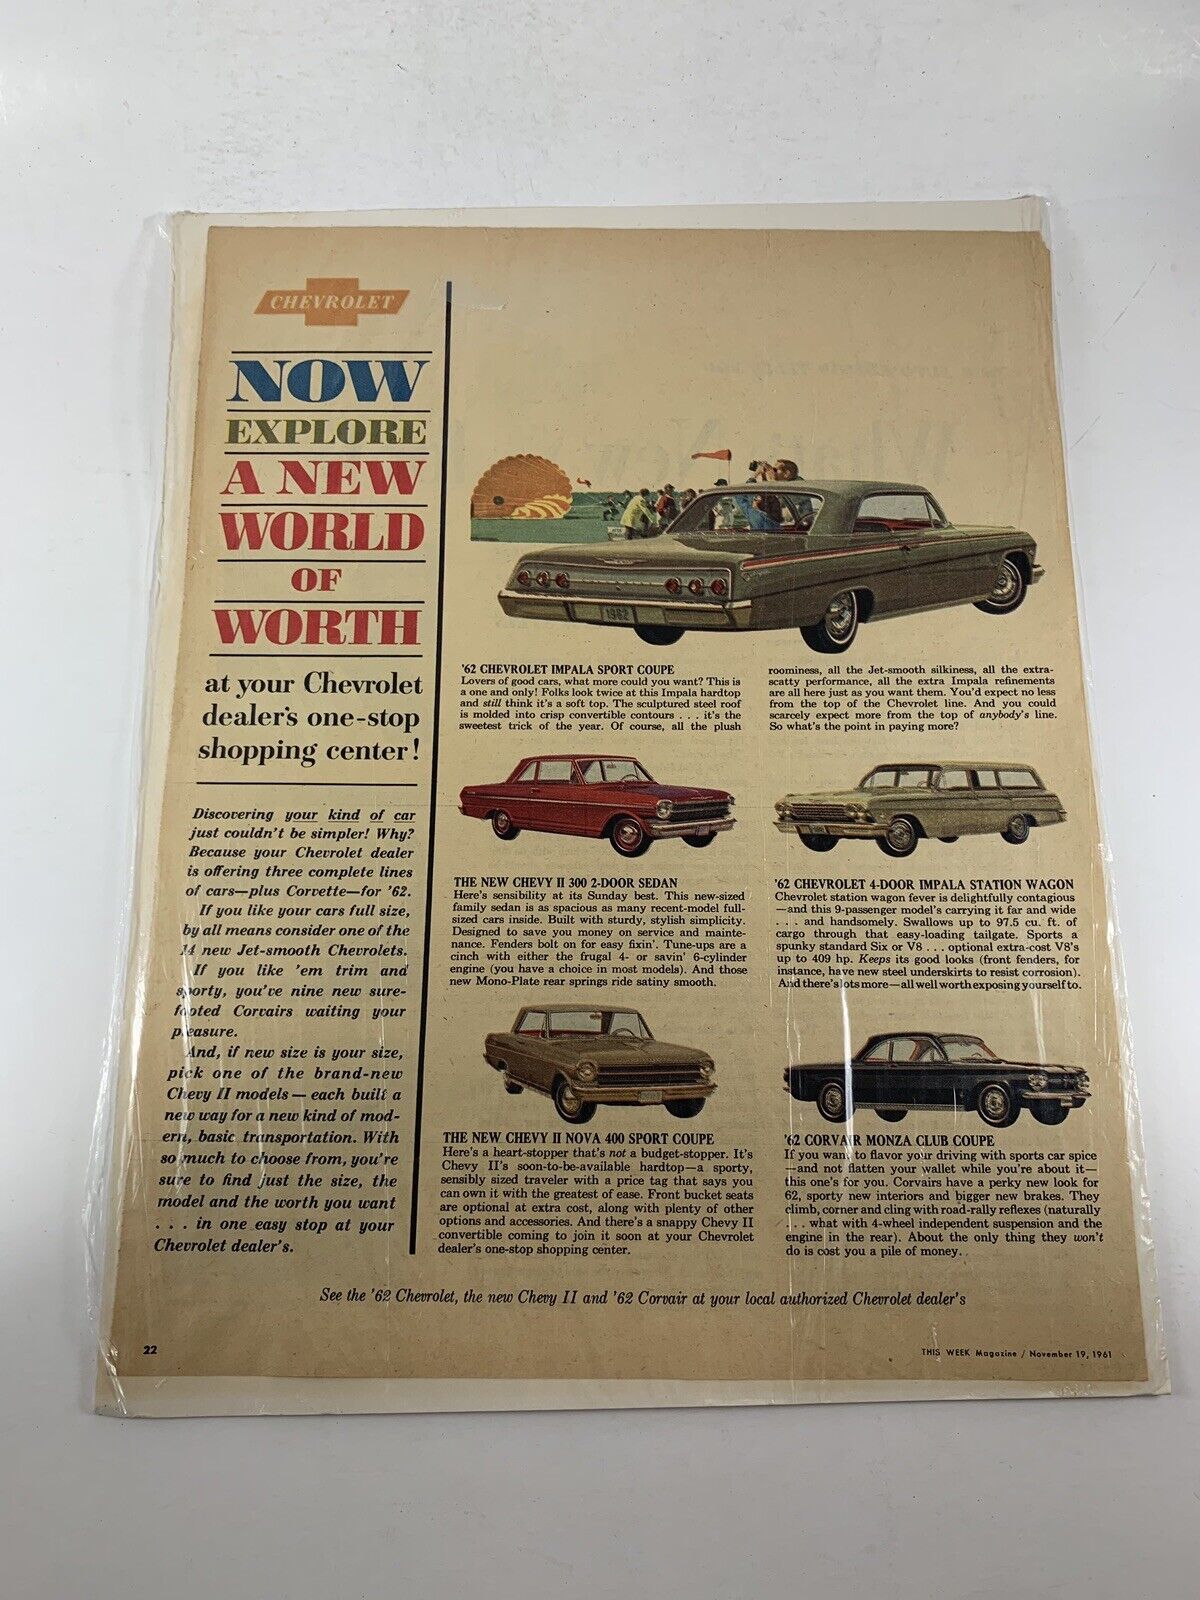 CHEVROLET
NOW
EXPLORE
A NEW
WORLD
OF
WORTH
at your Chevrolet
dealer's one-stop
shopping center!
Discovering your kind of car
just couldn't be simpler! Why?
Because your Chevrolet dealer
is offering three complete lines
of cars—plus Corvette—for '62.
If you like your cars full size,
by all means consider one of the
14 new Jet-smooth Chevrolets.
If you like 'em trim and
sporty, you've nine new sure-
footed Corvairs waiting your
pleasure.
And, if new size is your size,
pick one of the brand-new
Chevy II models — each built a
new way for a new kind of mod-
ern, basic transportation. With
so much to choose from, you're
sure to find just the size, the
model and the worth you want
. . . in one easy stop at your
Chevrolet dealer's.
1962
'62 CHEVROLET IMPALA SPORT COUPE
Lovers of good cars, what more could you want? This is
a one and only! Folks look twice at this Impala hardtop
and still think it's a soft top. The sculptured steel roof
is molded into crisp convertible contours . . . it's the
sweetest trick of the year. Of course, all the plush
roominess, all the Jet-smooth silkiness, all the extra-
scatty performance, all the extra Impala refinements
are all here just as you want them. You'd expect no less
from the top of the Chevrolet line. And you could
scarcely expect more from the top of anybody's line.
So what's the point in paying more?
THE NEW CHEVY II 300 2-DOOR SEDAN
Here's sensibility at its Sunday best. This new-sized
family sedan is as spacious as many recent-model full-
sized cars inside. Built with sturdy, stylish simplicity.
Designed to save you money on service and mainte-
nance. Fenders bolt on for easy fixin'. Tune-ups are a
cinch with either the frugal 4- or savin' 6-cylinder
engine (you have a choice in most models). And those
new Mono-Plate rear springs ride satiny smooth.
'62 CHEVROLET 4-DOOR IMPALA STATION WAGON
Chevrolet station wagon fever is delightfully contagious
—and this 9-passenger model's carrying it far and wide
. . . and handsomely. Swallows up to 97.5 cu. ft. of
cargo through that easy-loading tailgate. Sports a
spunky standard Six or V8 . . . optional extra-cost V8's
up to 409 hp. Keeps its good looks (front fenders, for
instance, have new steel underskirts to resist corrosion).
And there's lots more—all well worth exposing yourself to.
THE NEW CHEVY II NOVA 400 SPORT COUPE
Here's a heart-stopper that's not a budget-stopper. It's
Chevy II's soon-to-be-available hardtop—a sporty,
sensibly sized traveler with a price tag that says you
can own it with the greatest of ease. Front bucket seats
are optional at extra cost, along with plenty of other
options and accessories. And there's a snappy Chevy II
convertible coming to join it soon at your Chevrolet
dealer's one-stop shopping center.
'62 CORVAIR MONZA CLUB COUPE
If you want to flavor your driving with sports car spice
—and not flatten your wallet while you're about it—
this one's for you. Corvairs have a perky new look for
62, sporty new interiors and bigger new brakes. They
climb, corner and cling with road-rally reflexes (naturally
. . . what with 4-wheel independent suspension and the
engine in the rear). About the only thing they won't
do is cost you a pile of money.
See the '62 Chevrolet, the new Chevy II and '62 Corvair at your local authorized Chevrolet dealer's
22
THIS WEEK Magazine / November 19, 1961